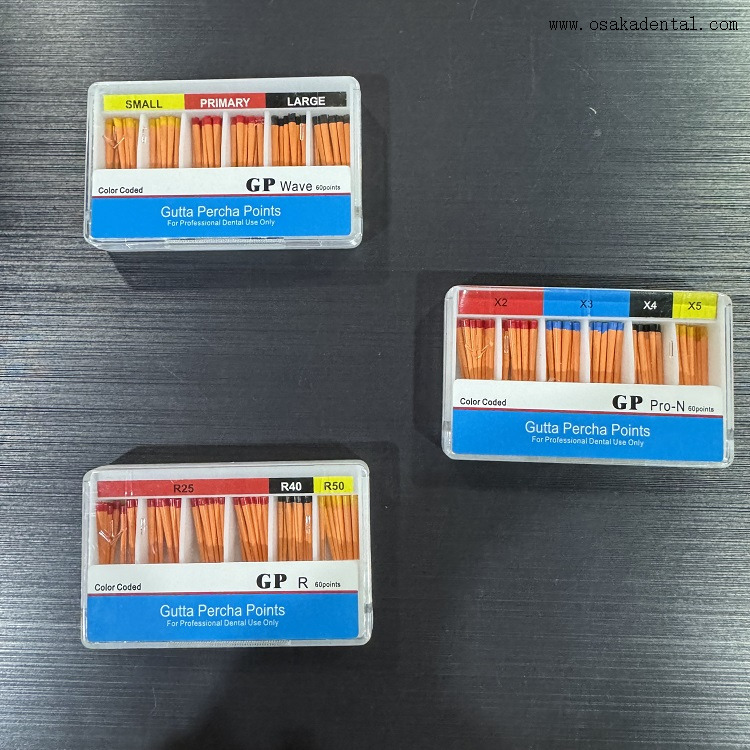 www.osakadental.com
SMALL PRIMARY LARGE
Color Coded GP Wave 60points
Gutta Percha Points
For Professional Dental Use Only
X2 X3 X4 X5
Color Coded GP Pro-N 60points
Gutta Percha Points
For Professional Dental Use Only
R25 R40 R50
Color Coded GP R 60points
Gutta Percha Points
For Professional Dental Use Only